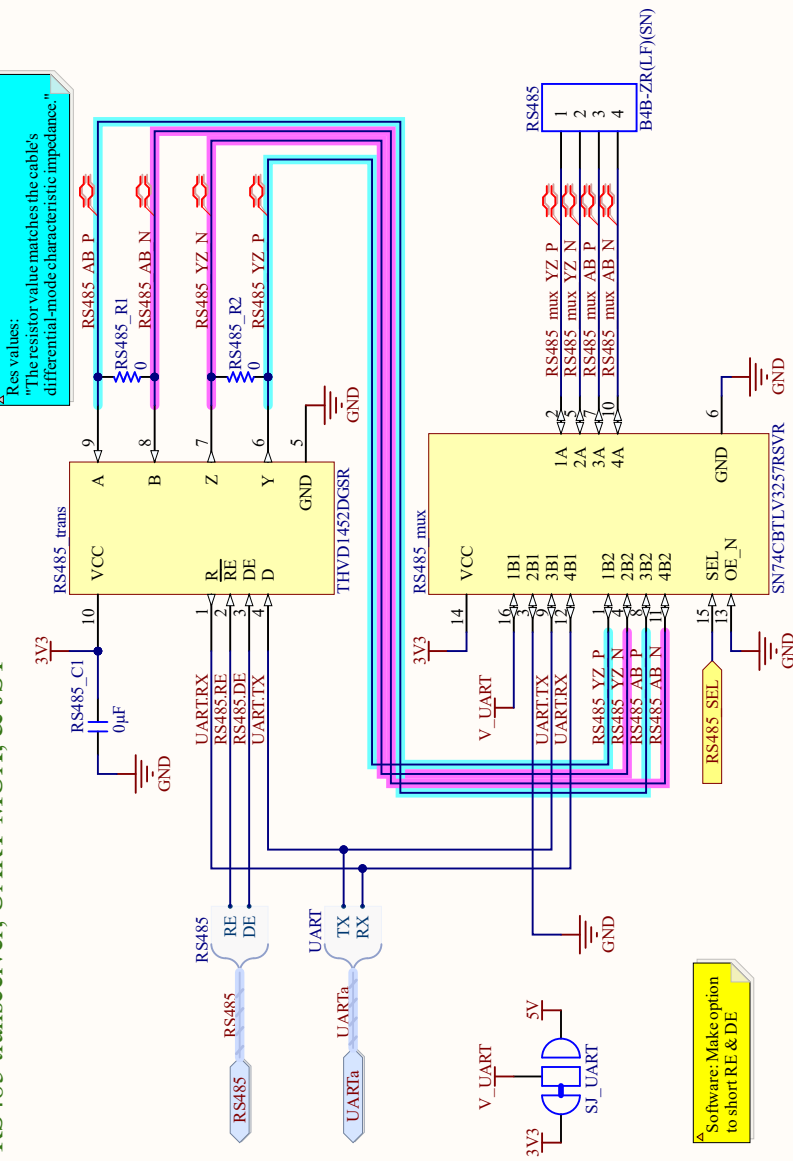 RS485 transceiver, UART MUX, & JST
Res values:
"The resistor value matches the cable's
differential-mode characteristic impedance."
RS485
RS485
RS485
RE
DE
UARTa
UARTa
UART
TX
RX
3V3
RS485_C1
0µF
GND
UART.RX
RS485.RE
RS485.DE
UART.TX
RS485_trans
10
VCC
1
R
2
RE
3
DE
4
D
A
9
B
8
Z
7
Y
6
GND
5
THVD1452DGSR
GND
RS485_AB_P
RS485_R1
0
RS485_AB_N
RS485_YZ_N
RS485_R2
0
RS485_YZ_P
3V3
V_UART
UART.TX
UART.RX
RS485_YZ_P
RS485_YZ_N
RS485_AB_P
RS485_AB_N
RS485_SEL
GND
GND
RS485_mux
14
VCC
16
1B1
3
2B1
9
3B1
12
4B1
1
1B2
4
2B2
8
3B2
11
4B2
15
SEL
13
OE_N
1A
2
2A
5
3A
7
4A
10
GND
6
SN74CBTLV3257RSVR
GND
RS485_mux_YZ_P
RS485_mux_YZ_N
RS485_mux_AB_P
RS485_mux_AB_N
RS485
1
2
3
4
B4B-ZR(LF)(SN)
V_UART
3V3
5V
SJ_UART
Software: Make option
to short RE & DE